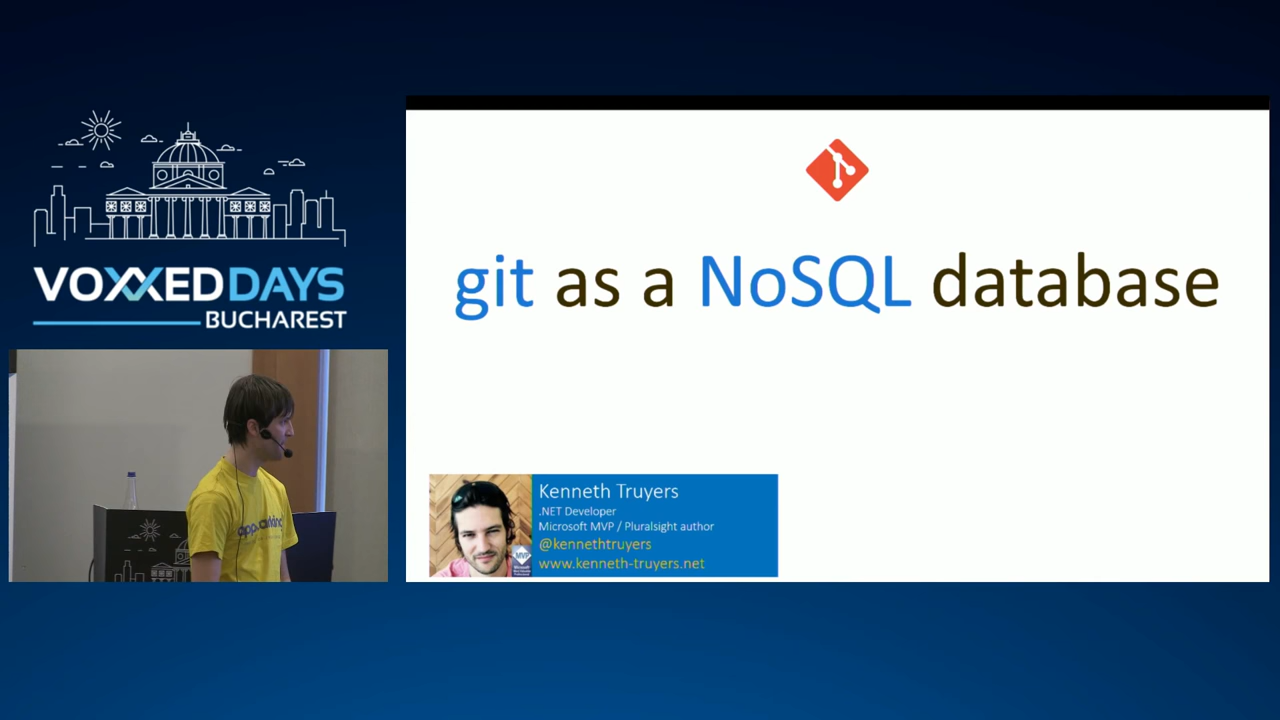 VOXXEDDAYS
BUCHAREST
git as a NoSQL database
Kenneth Truyers
.NET Developer
Microsoft MVP / Pluralsight author
@kennethtruyers
www.kenneth-truyers.net
MVP